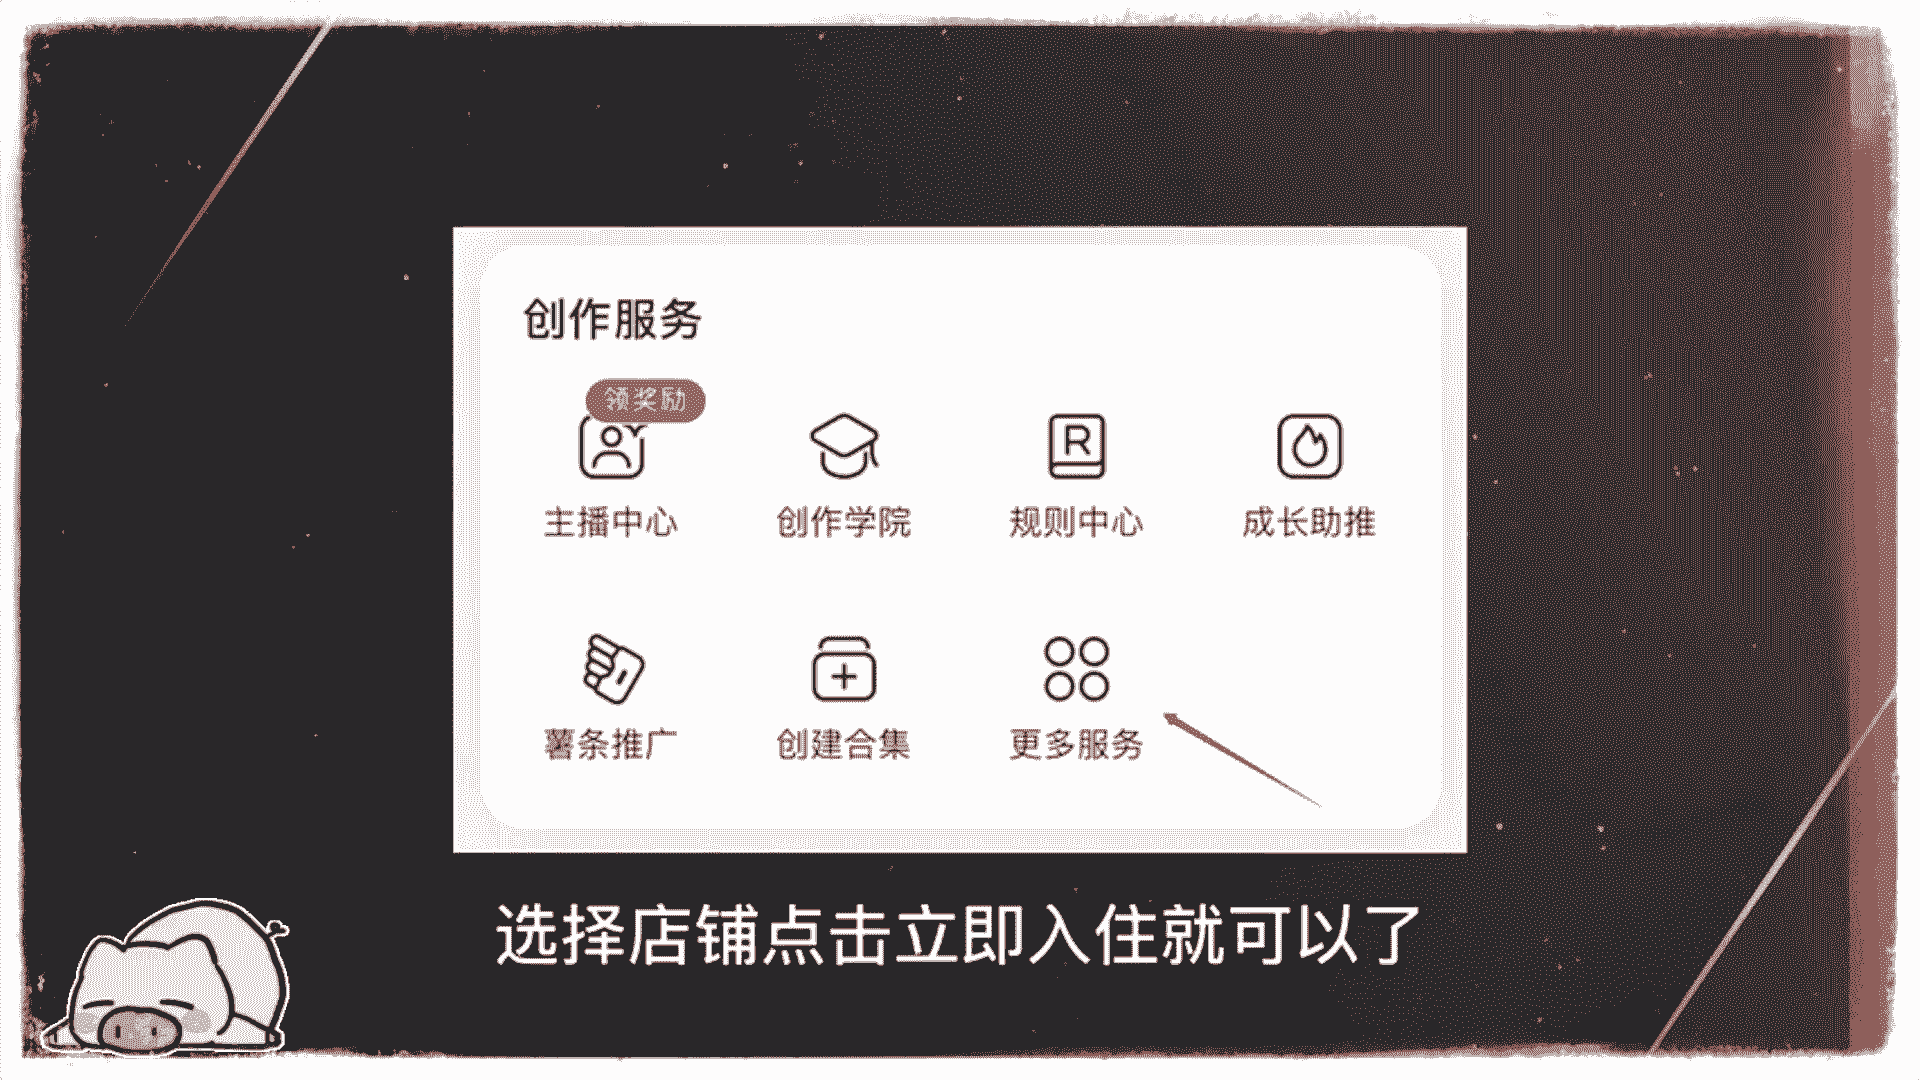 创作服务
领奖励
主播中心
创作学院
规则中心
成长助推
薯条推广
创建合集
更多服务
选择店铺点击立即入住就可以了